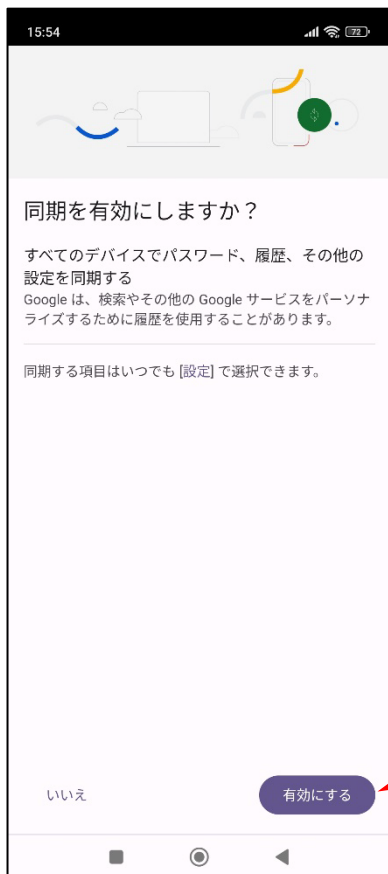 15:54
72
同期を有効にしますか？
すべてのデバイスでパスワード、履歴、その他の
設定を同期する
Google は、検索やその他の Google サービスをパーソナ
ライズするために履歴を使用することがあります。
同期する項目はいつでも [設定] で選択できます。
いいえ
有効にする